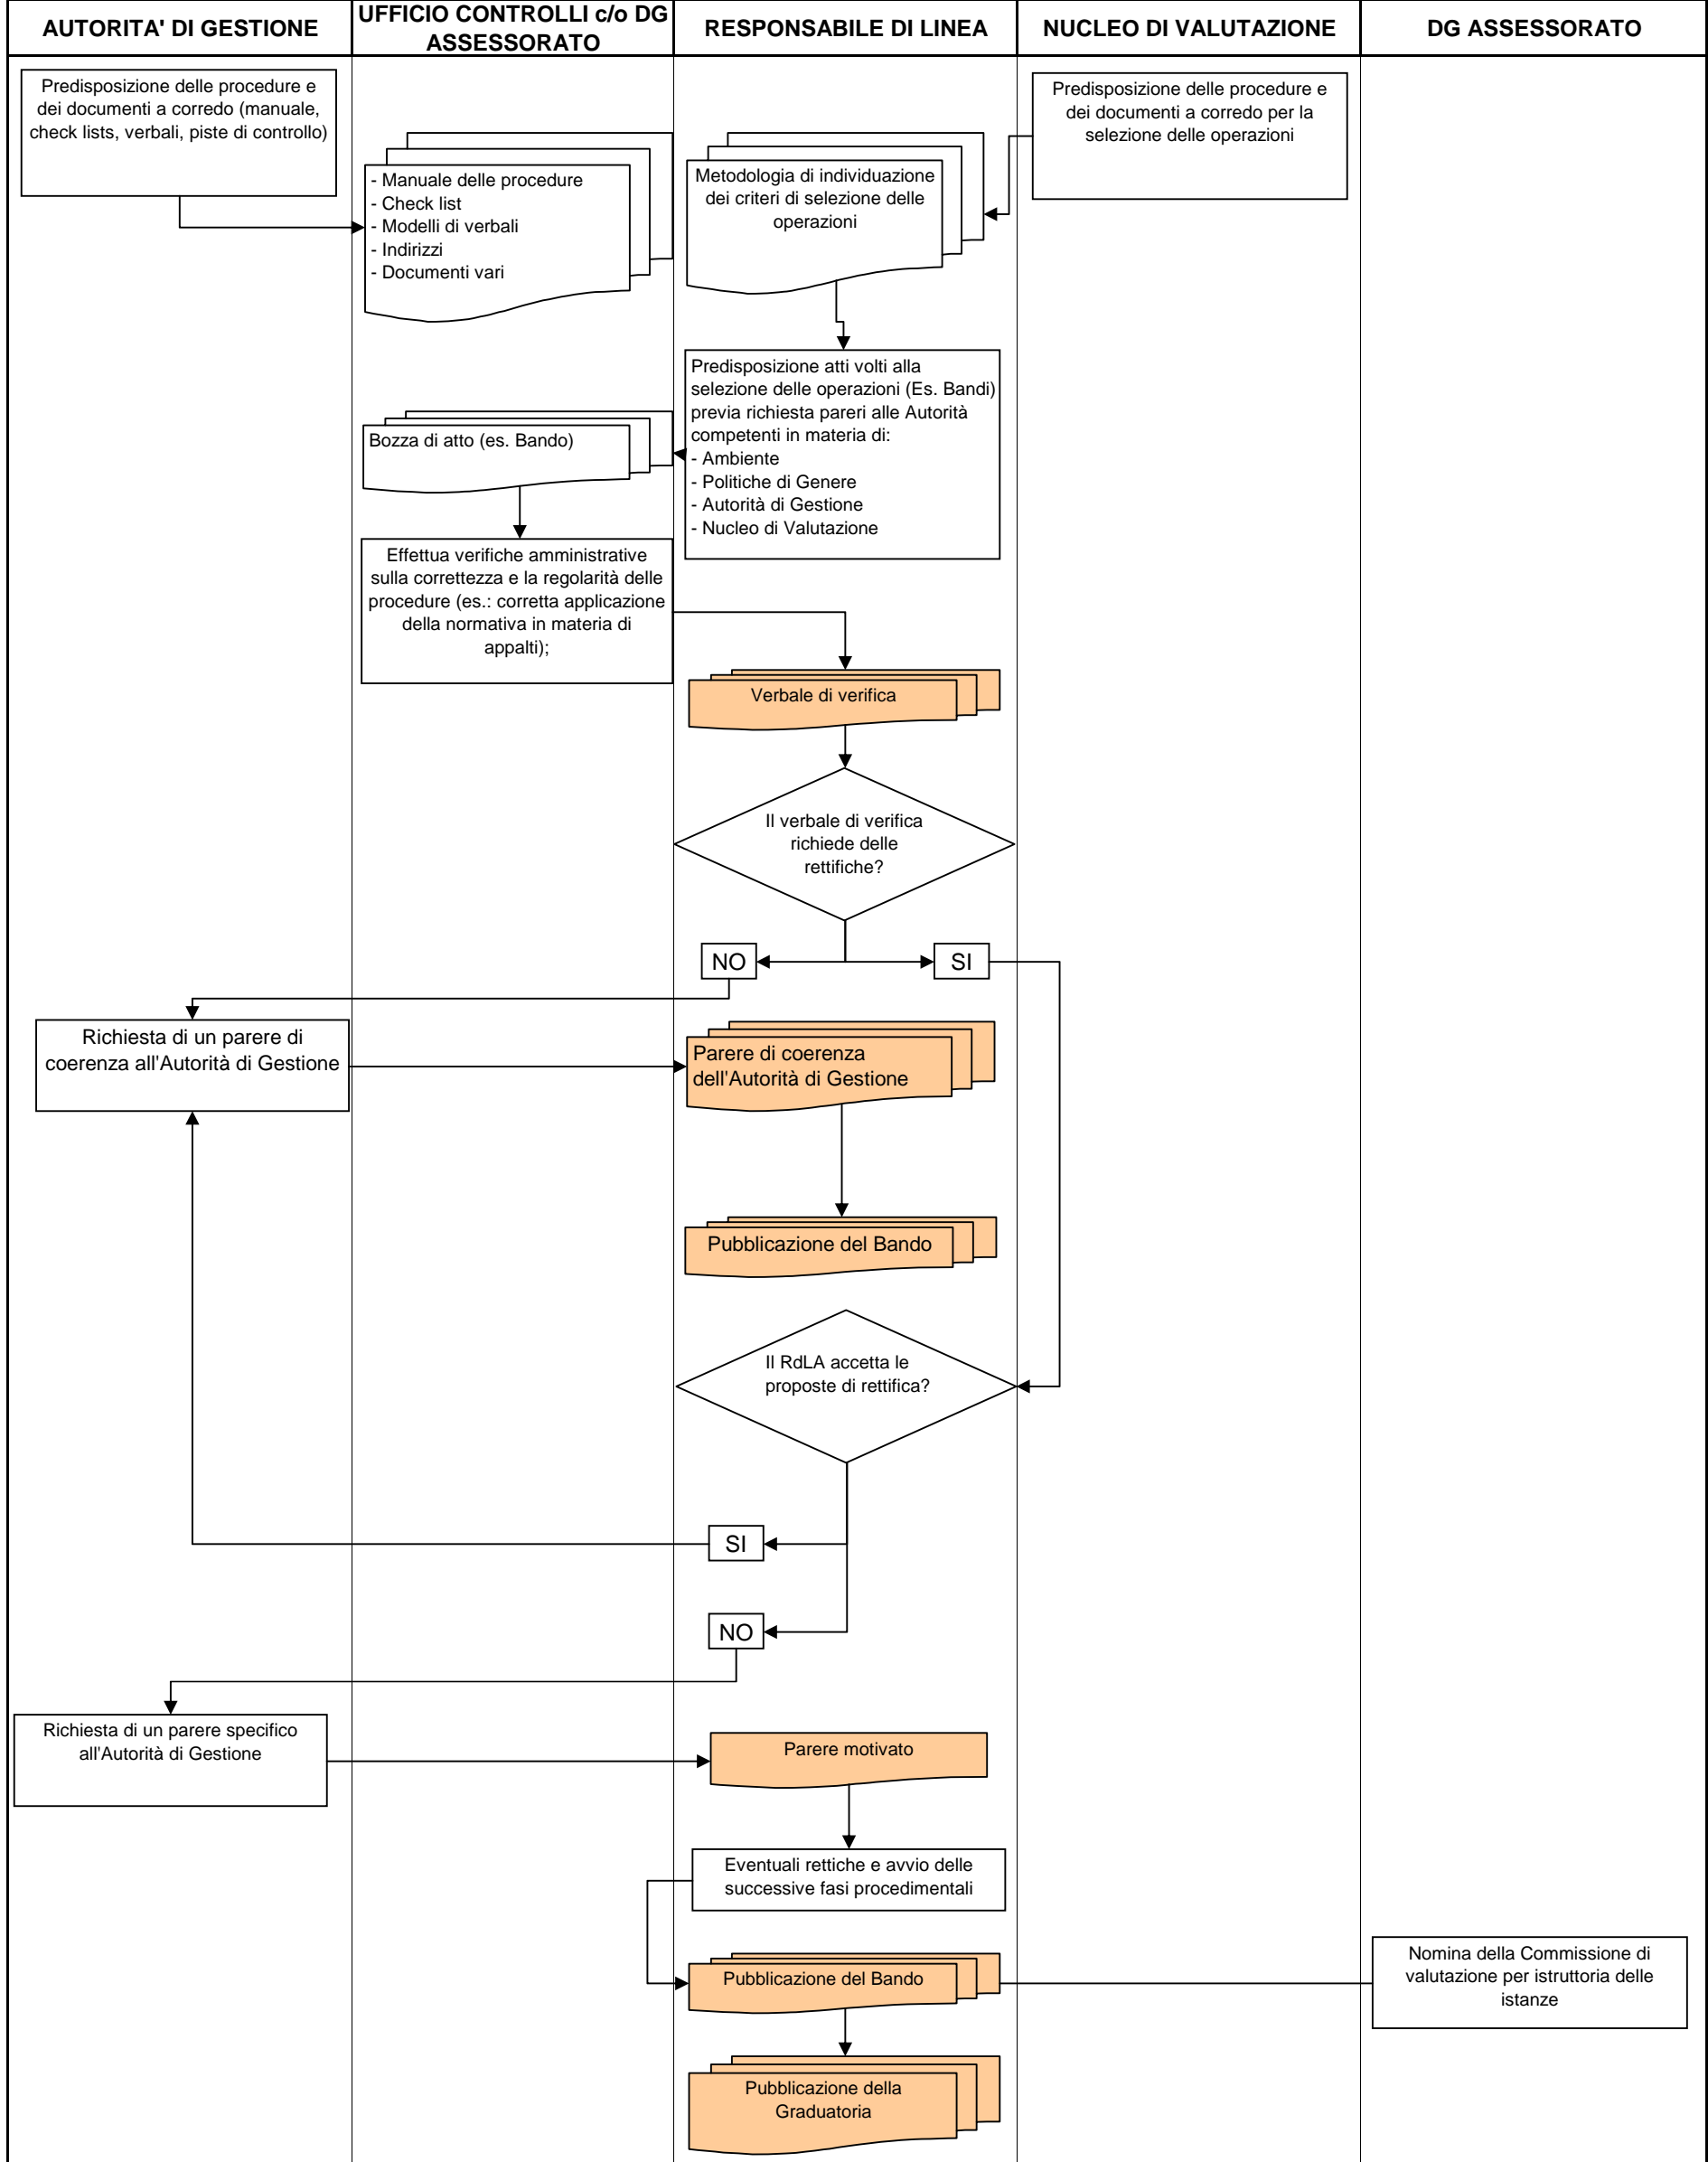 AUTORITA' DI GESTIONE
UFFICIO CONTROLLI c/o DG
ASSESSORATO
RESPONSABILE DI LINEA
NUCLEO DI VALUTAZIONE
DG ASSESSORATO
Predisposizione delle procedure e
dei documenti a corredo (manuale,
check lists, verbali, piste di controllo)
Predisposizione delle procedure e
dei documenti a corredo per la
selezione delle operazioni
- Manuale delle procedure
- Check list
- Modelli di verbali
- Indirizzi
- Documenti vari
Metodologia di individuazione
dei criteri di selezione delle
operazioni
Predisposizione atti volti alla
selezione delle operazioni (Es. Bandi)
previa richiesta pareri alle Autorità
competenti in materia di:
- Ambiente
- Politiche di Genere
- Autorità di Gestione
- Nucleo di Valutazione
Bozza di atto (es. Bando)
Effettua verifiche amministrative
sulla correttezza e la regolarità delle
procedure (es.: corretta applicazione
della normativa in materia di
appalti);
Verbale di verifica
Il verbale di verifica
richiede delle
rettifiche?
NO
SI
Richiesta di un parere di
coerenza all'Autorità di Gestione
Parere di coerenza
dell'Autorità di Gestione
Pubblicazione del Bando
Il RdLA accetta le
proposte di rettifica?
SI
NO
Richiesta di un parere specifico
all'Autorità di Gestione
Parere motivato
Eventuali rettiche e avvio delle
successive fasi procedimentali
Pubblicazione del Bando
Nomina della Commissione di
valutazione per istruttoria delle
istanze
Pubblicazione della
Graduatoria